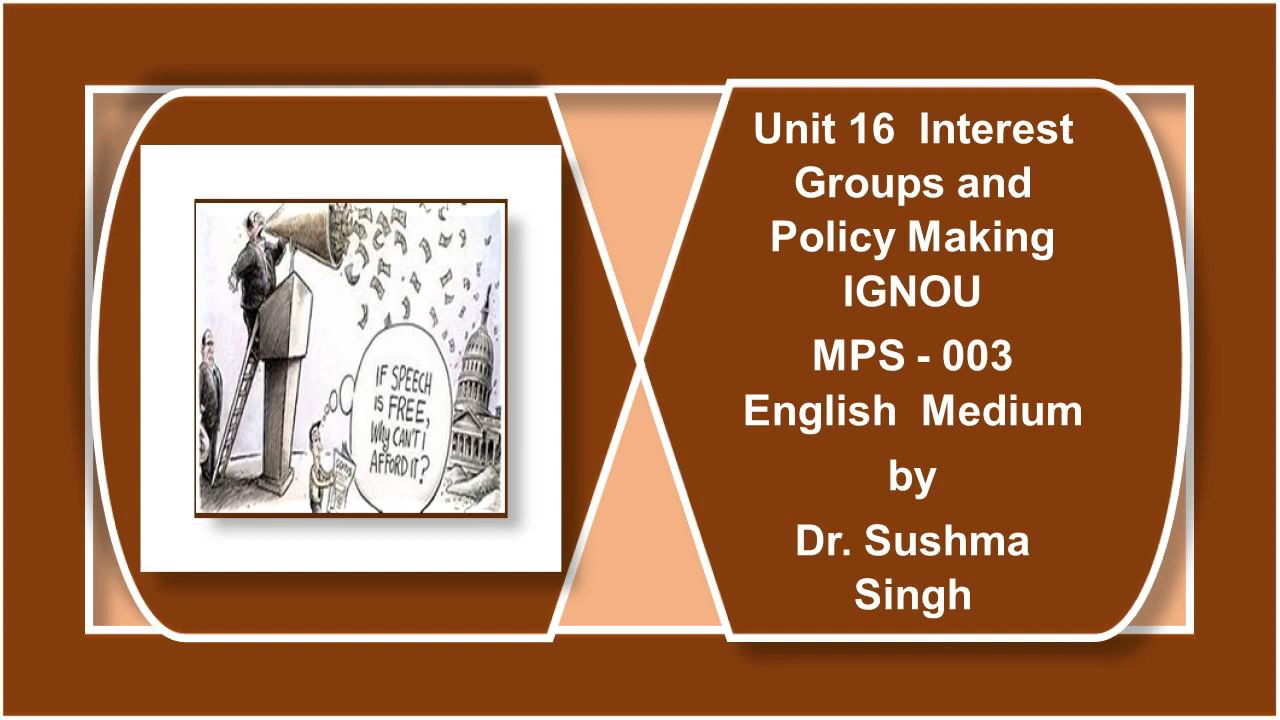 Unit 16  Interest
Groups and
Policy Making
IGNOU
MPS - 003
English  Medium
by
Dr. Sushma
Singh
IF SPEECH
IS FREE,
WHY CAN'T I
AFFORD IT?